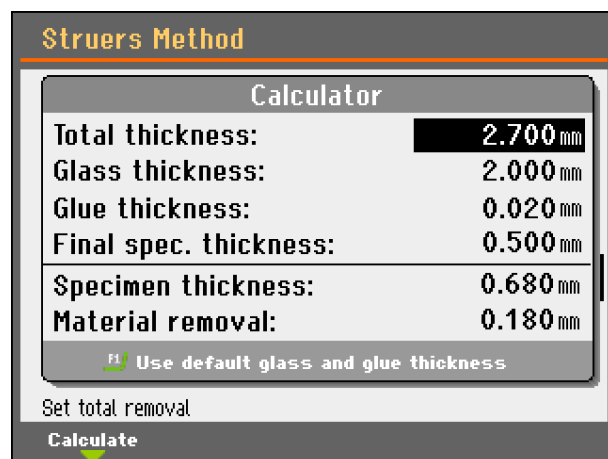 Struers Method
Calculator
Total thickness: 2.700 mm
Glass thickness: 2.000 mm
Glue thickness: 0.020 mm
Final spec. thickness: 0.500 mm
Specimen thickness: 0.680 mm
Material removal: 0.180 mm
F1 Use default glass and glue thickness
Set total removal
Calculate